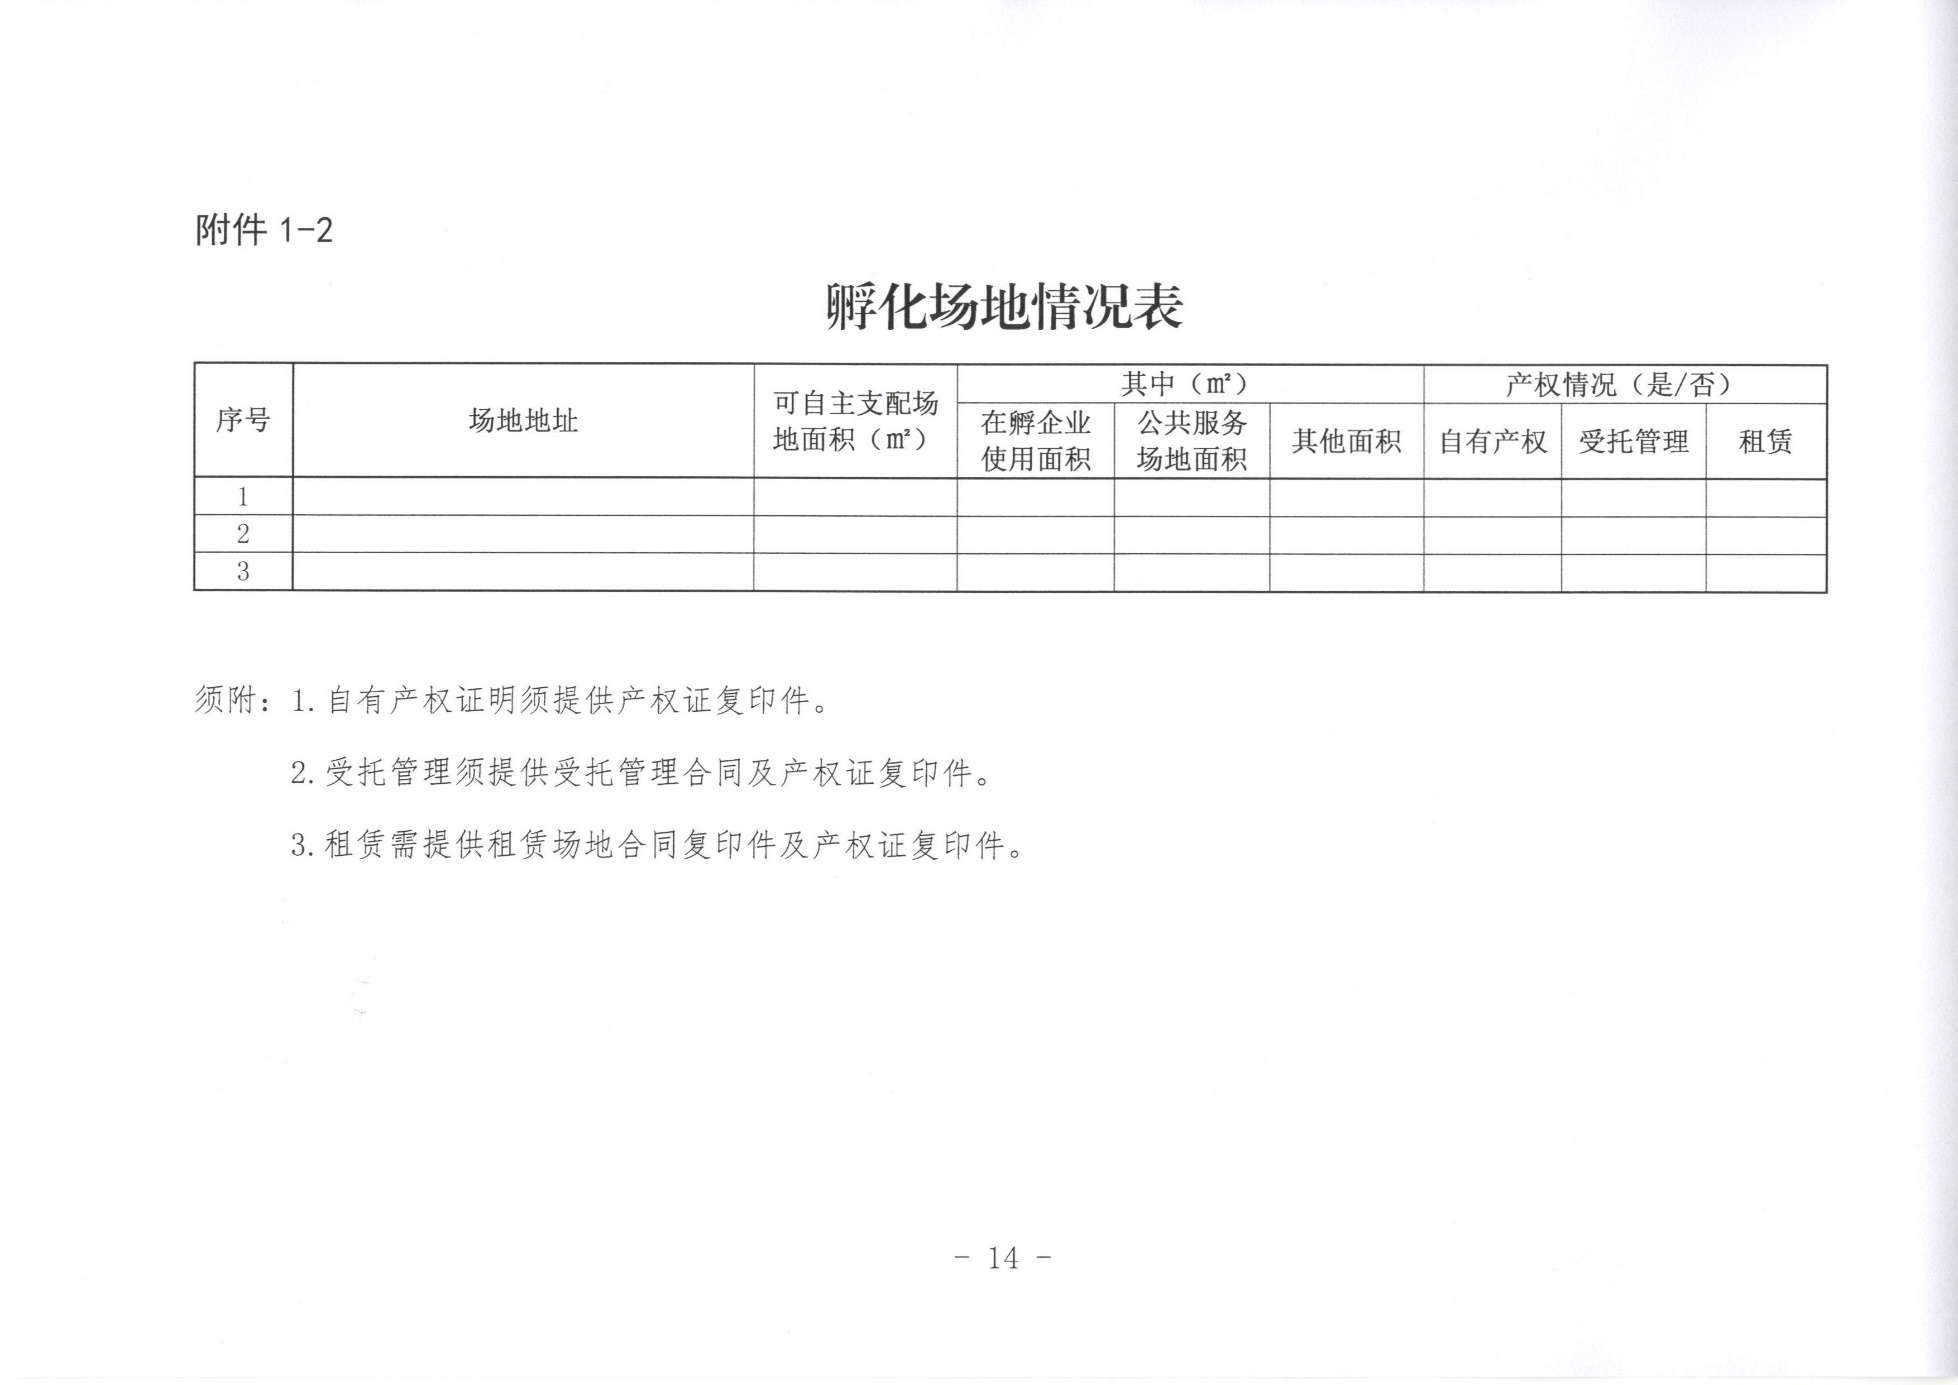 附件 1-2
孵化场地情况表
序号
场地地址
可自主支配场
地面积（㎡）
其中（㎡）
产权情况（是/否）
在孵企业
使用面积
公共服务
场地面积
其他面积
自有产权
受托管理
租赁
1
2
3
须附：1.自有产权证明须提供产权证复印件。
2.受托管理须提供受托管理合同及产权证复印件。
3.租赁需提供租赁场地合同复印件及产权证复印件。
- 14 -